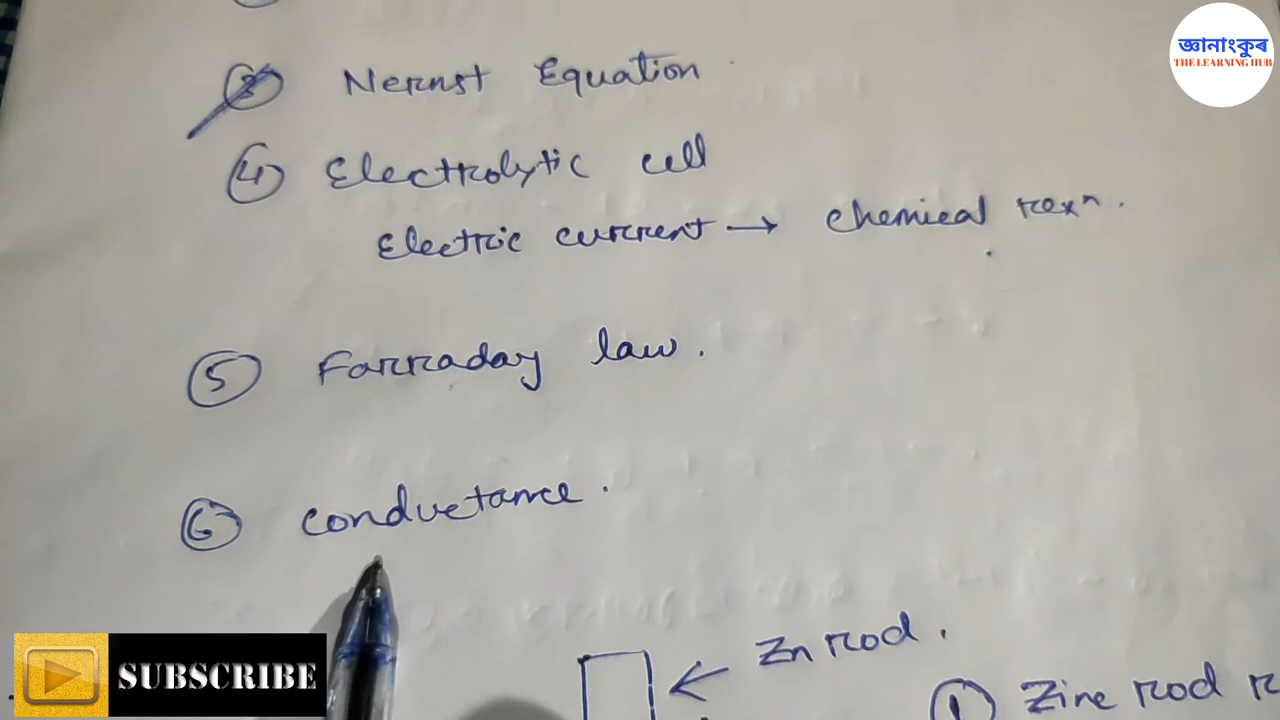 জ্ঞানাংকুৰ
THE LEARNING HUB
③ Nernst Equation
④ Electrolytic cell
Electric current → chemical rexn.
⑤ Farraday law.
⑥ conductance.
Zn rod.
① Zinc rod
SUBSCRIBE